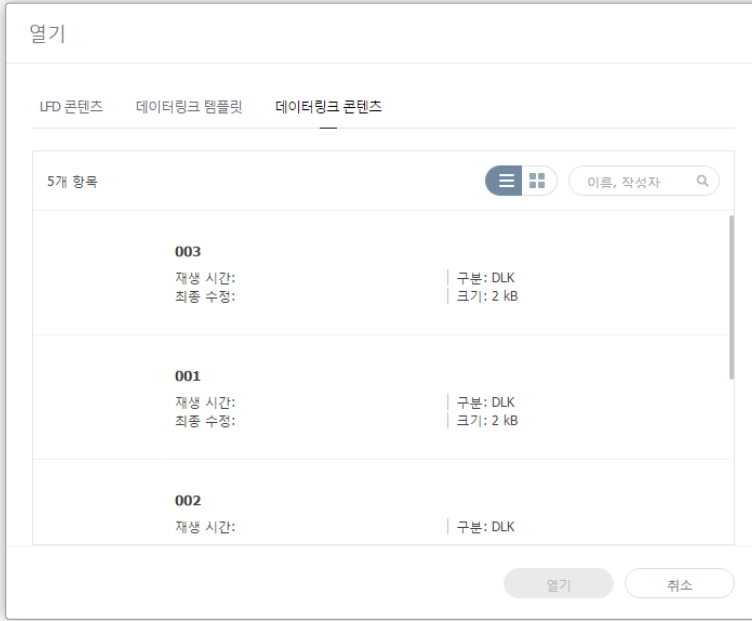 열기
LFD 콘텐츠 데이터링크 템플릿 데이터링크 콘텐츠
5개 항목 이름, 작성자
003
재생 시간: 구분: DLK
최종 수정: 크기: 2 kB
001
재생 시간: 구분: DLK
최종 수정: 크기: 2 kB
002
재생 시간: 구분: DLK
열기 취소